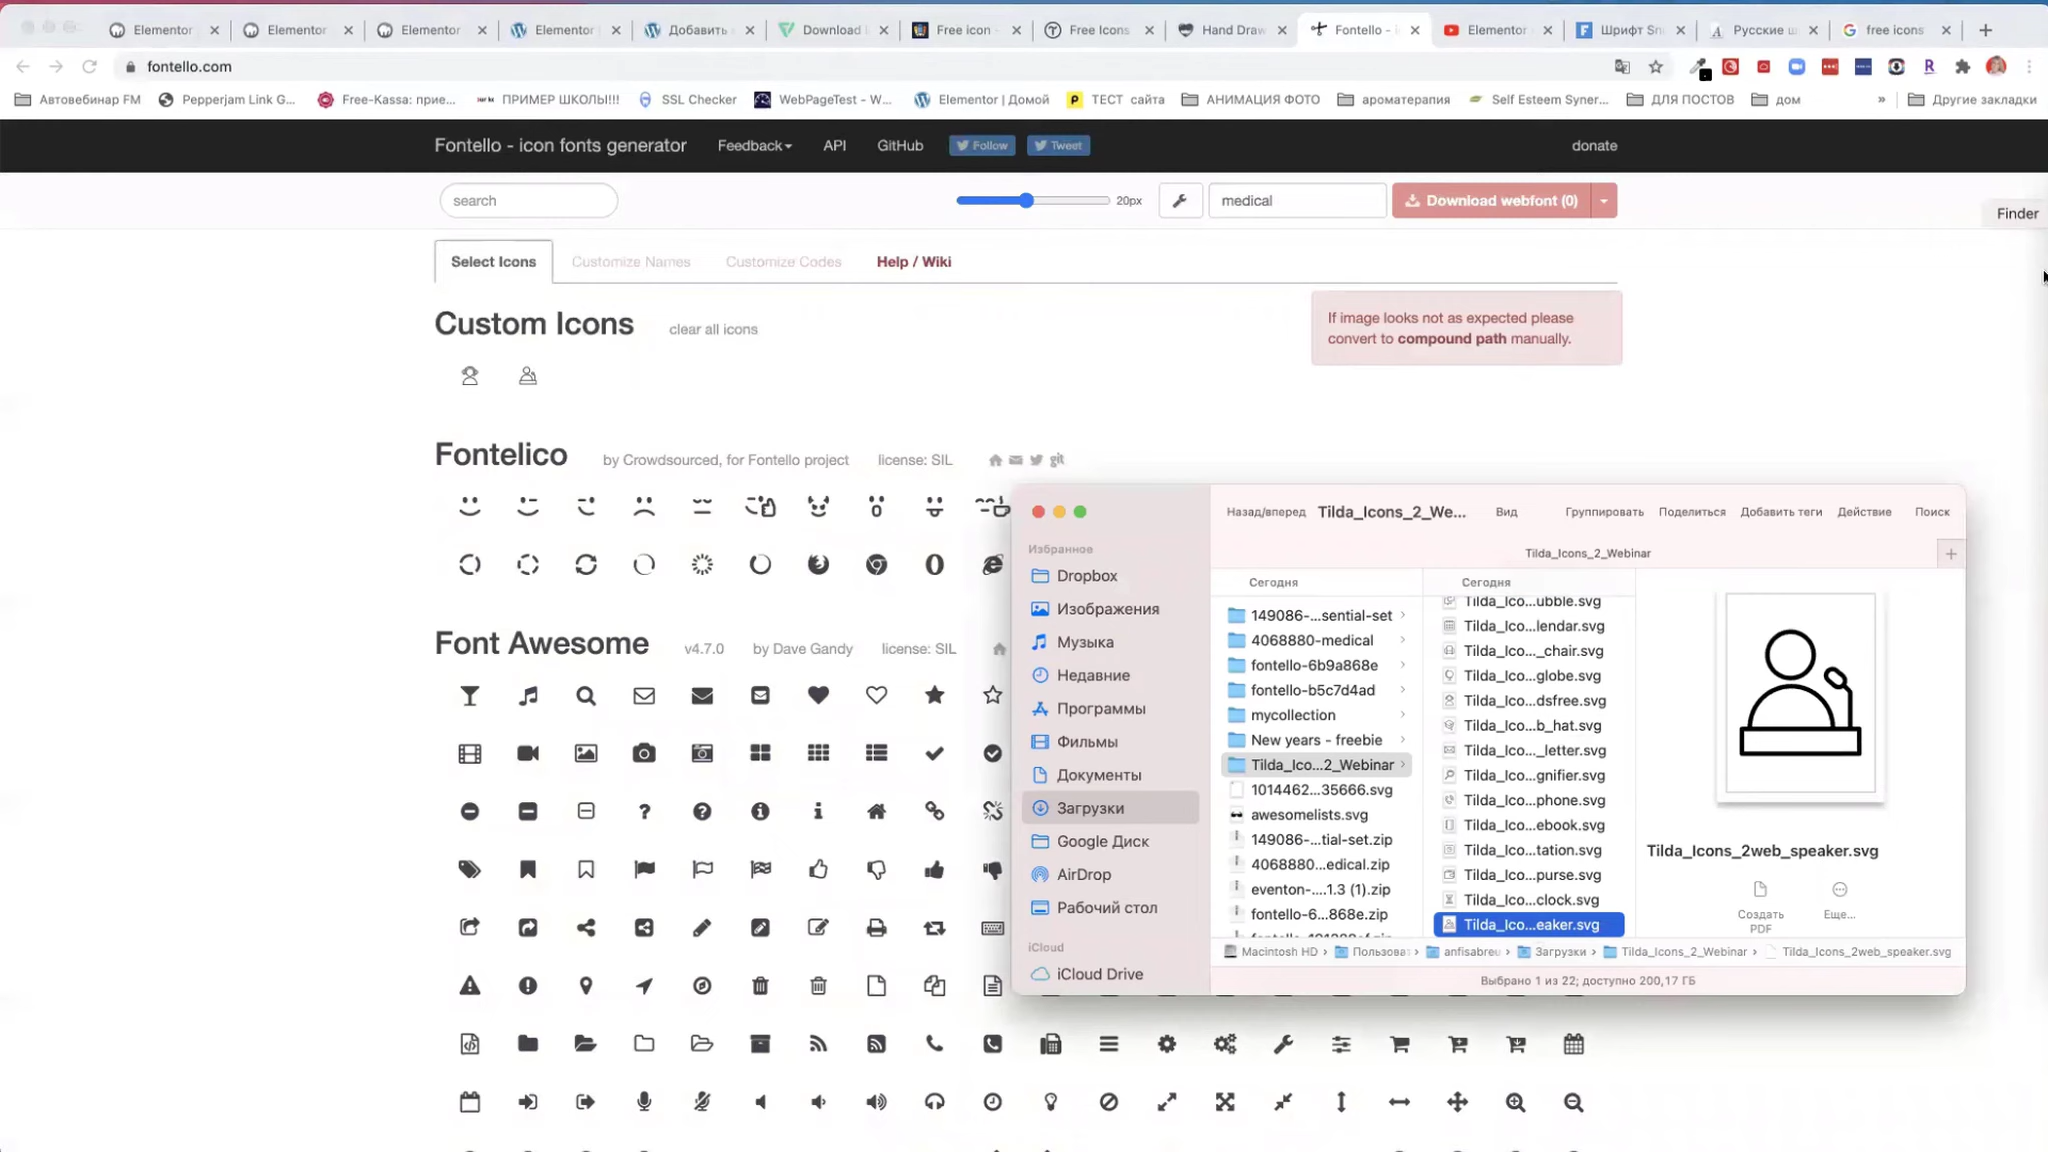 Elementor
Elementor
Elementor
Elementor
Добавить
Download
Free icon -
Free Icons
Hand Draw
Fontello - i
Elementor
Шрифт Sn
Русские ш
free icons
fontello.com
Автовебинар FM
Pepperjam Link G...
Free-Kassa: прие...
ПРИМЕР ШКОЛЫ!!!
SSL Checker
WebPageTest - W...
Elementor | Домой
ТЕСТ сайта
АНИМАЦИЯ ФОТО
ароматерапия
Self Esteem Syner...
ДЛЯ ПОСТОВ
дом
»
Другие закладки
Fontello - icon fonts generator
Feedback
API
GitHub
Follow
Tweet
donate
search
20px
medical
Download webfont (0)
Finder
Select Icons
Customize Names
Customize Codes
Help / Wiki
Custom Icons
clear all icons
If image looks not as expected please
convert to compound path manually.
Fontelico
by Crowdsourced, for Fontello project
license: SIL
git
Font Awesome
v4.7.0
by Dave Gandy
license: SIL
Назад/вперед
Tilda_Icons_2_We...
Вид
Группировать
Поделиться
Добавить теги
Действие
Поиск
Tilda_Icons_2_Webinar
Избранное
Dropbox
Изображения
Музыка
Недавние
Программы
Фильмы
Документы
Загрузки
Google Диск
AirDrop
Рабочий стол
iCloud
iCloud Drive
Сегодня
149086-...sential-set
4068880-medical
fontello-6b9a868e
fontello-b5c7d4ad
mycollection
New years - freebie
Tilda_Ico...2_Webinar
1014462...35666.svg
awesomelists.svg
149086-...tial-set.zip
4068880...edical.zip
eventon-....1.3 (1).zip
fontello-6...868e.zip
Сегодня
Tilda_Ico...ubble.svg
Tilda_Ico...lendar.svg
Tilda_Ico..._chair.svg
Tilda_Ico...globe.svg
Tilda_Ico...dsfree.svg
Tilda_Ico...b_hat.svg
Tilda_Ico..._letter.svg
Tilda_Ico...gnifier.svg
Tilda_Ico...phone.svg
Tilda_Ico...ebook.svg
Tilda_Ico...tation.svg
Tilda_Ico...purse.svg
Tilda_Ico...clock.svg
Tilda_Ico...eaker.svg
Tilda_Icons_2web_speaker.svg
Создать
PDF
Еще...
Macintosh HD
Пользова
anfisabreu
Загрузки
Tilda_Icons_2_Webinar
Tilda_Icons_2web_speaker.svg
Выбрано 1 из 22; доступно 200,17 ГБ